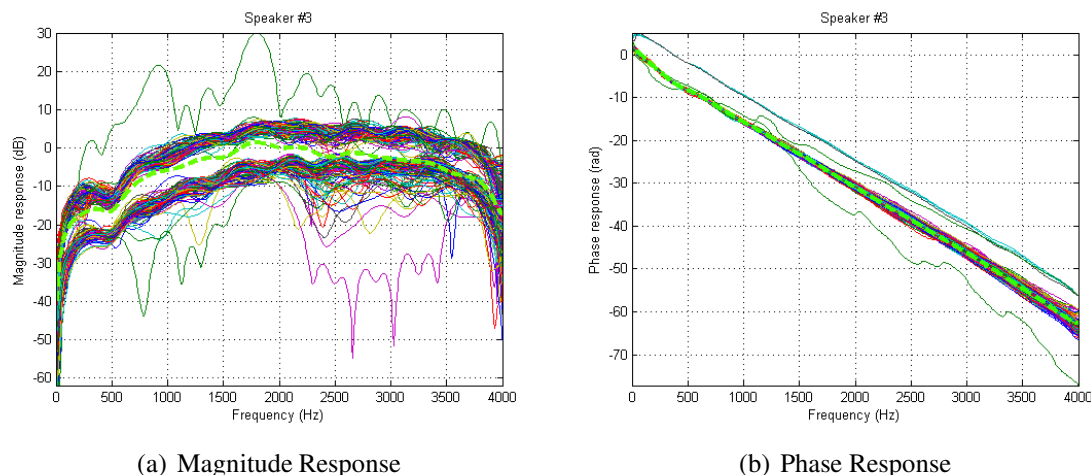 Speaker #3
Magnitude response (dB)
30
20
10
0
-10
-20
-30
-40
-50
-60
0 500 1000 1500 2000 2500 3000 3500 4000
Frequency (Hz)
(a) Magnitude Response
Speaker #3
Phase response (rad)
0
-10
-20
-30
-40
-50
-60
-70
0 500 1000 1500 2000 2500 3000 3500 4000
Frequency (Hz)
(b) Phase Response